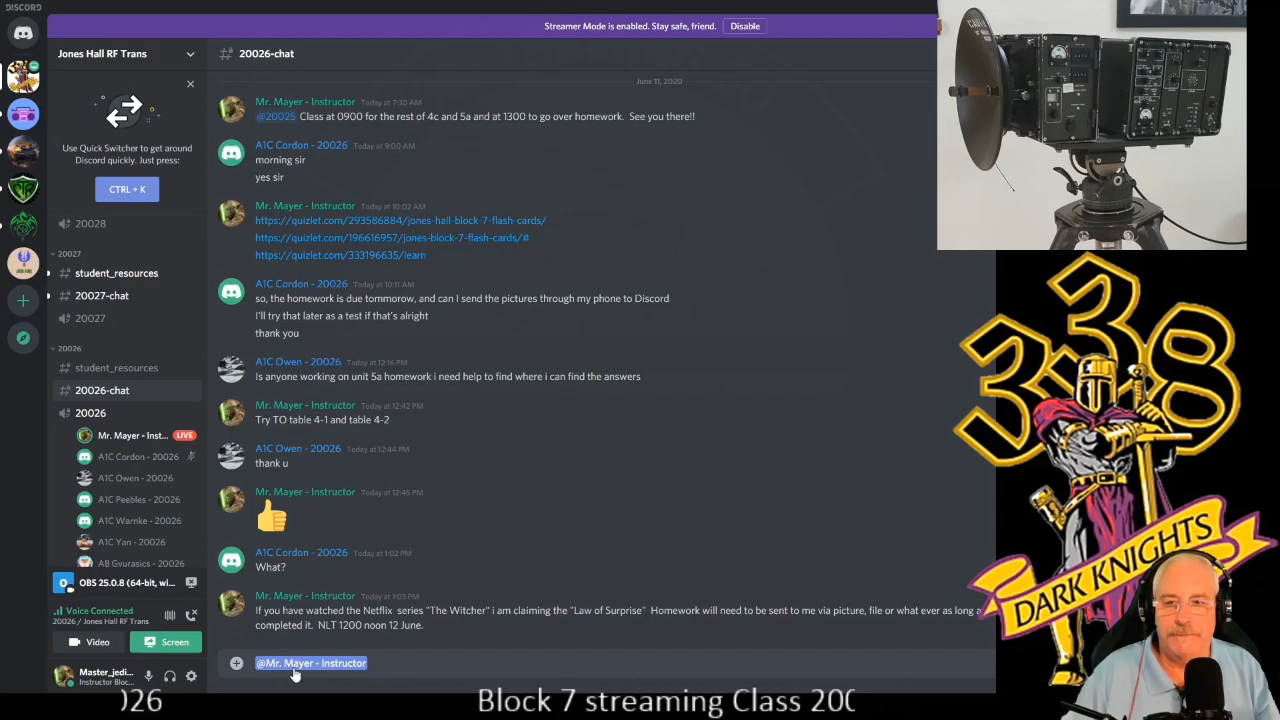 DISCORD
Streamer Mode is enabled. Stay safe, friend.
Disable
Jones Hall RF Trans
20026-chat
Use Quick Switcher to get around
Discord quickly. Just press:
CTRL + K
20028
20027
student_resources
20027-chat
20027
20026
student_resources
20026-chat
20026
Mr. Mayer - Inst...
LIVE
A1C Cordon - 20026
A1C Owen - 20026
A1C Peebles - 20026
A1C Warnke - 20026
A1C Yan - 20026
AB Gyurasics - 20026
OBS 25.0.8 (64-bit, wi...
Voice Connected
20026 / Jones Hall RF Trans
Video
Screen
Master_jedi...
Instructor Bloc...
June 11, 2020
Mr. Mayer - Instructor Today at 7:30 AM
@20025 Class at 0900 for the rest of 4c and 5a and at 1300 to go over homework. See you there!!
A1C Cordon - 20026 Today at 9:00 AM
morning sir
yes sir
Mr. Mayer - Instructor Today at 10:02 AM
https://quizlet.com/293586884/jones-hall-block-7-flash-cards/
https://quizlet.com/196616957/jones-block-7-flash-cards/#
https://quizlet.com/333196635/learn
A1C Cordon - 20026 Today at 10:11 AM
so, the homework is due tommorow, and can I send the pictures through my phone to Discord
I'll try that later as a test if that's alright
thank you
A1C Owen - 20026 Today at 12:16 PM
Is anyone working on unit 5a homework i need help to find where i can find the answers
Mr. Mayer - Instructor Today at 12:42 PM
Try TO table 4-1 and table 4-2
A1C Owen - 20026 Today at 12:44 PM
thank u
Mr. Mayer - Instructor Today at 12:45 PM
A1C Cordon - 20026 Today at 1:02 PM
What?
Mr. Mayer - Instructor Today at 1:03 PM
If you have watched the Netflix series "The Witcher" i am claiming the "Law of Surprise" Homework will need to be sent to me via picture, file or what ever as long a
completed it. NLT 1200 noon 12 June.
@Mr. Mayer - Instructor
338
DARK KNIGHTS
)26
Block 7 streaming Class 200